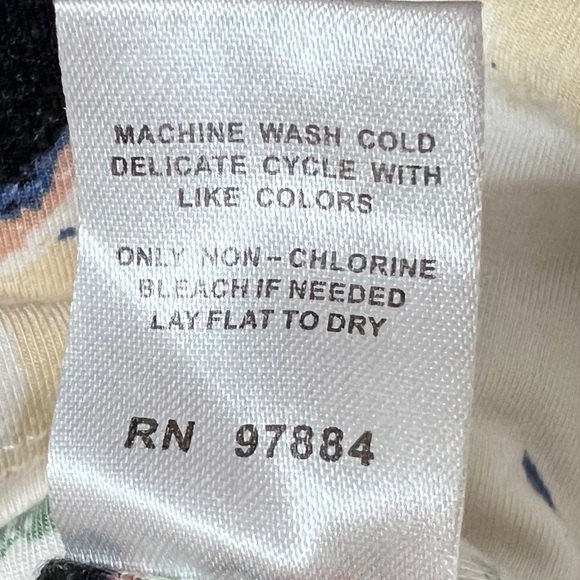 MACHINE WASH COLD
DELICATE CYCLE WITH
LIKE COLORS
ONLY NON-CHLORINE
BLEACH IF NEEDED
LAY FLAT TO DRY
RN 97884